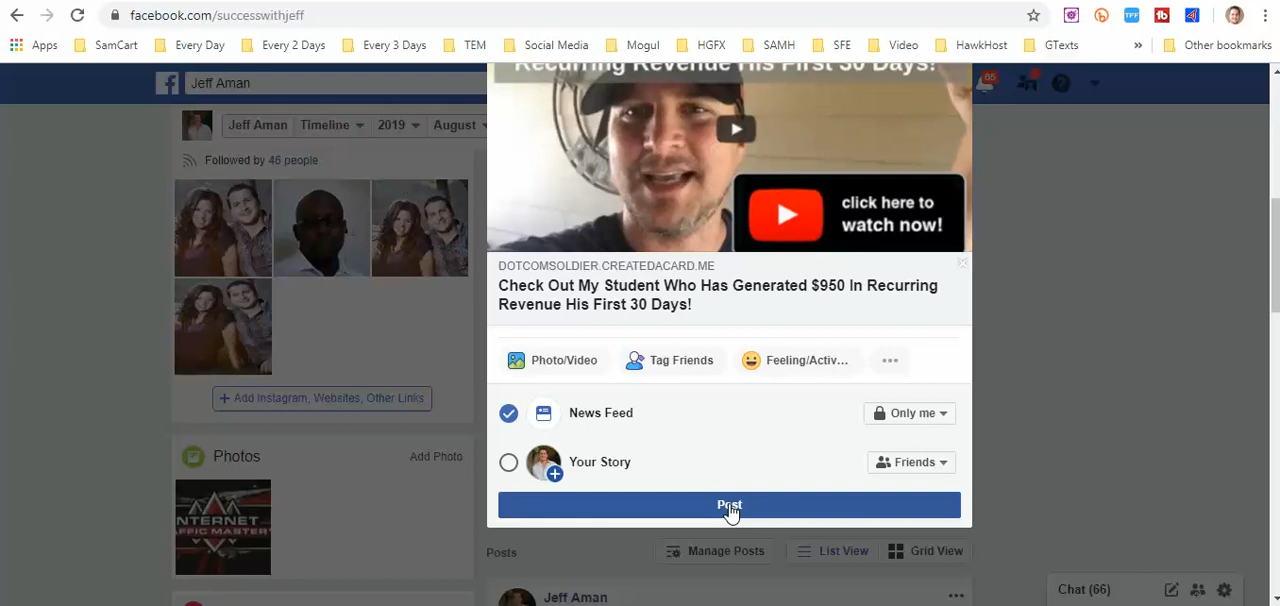 facebook.com/successwithjeff
TFF
Apps SamCart Every Day Every 2 Days Every 3 Days TEM Social Media Mogul HGFX SAMH SFE Video HawkHost GTexts » Other bookmarks
Jeff Aman
65
Recurring Revenue His First 30 Days!
Jeff Aman Timeline 2019 August
Followed by 46 people
click here to
watch now!
DOTCOMSOLDIER.CREATEDACARD.ME
Check Out My Student Who Has Generated $950 In Recurring
Revenue His First 30 Days!
Photo/Video Tag Friends Feeling/Activ...
+ Add Instagram, Websites, Other Links
News Feed Only me
Photos Add Photo
Your Story Friends
Post
INTERNET
FFIC MASTER
Posts Manage Posts List View Grid View
Jeff Aman
Chat (66)